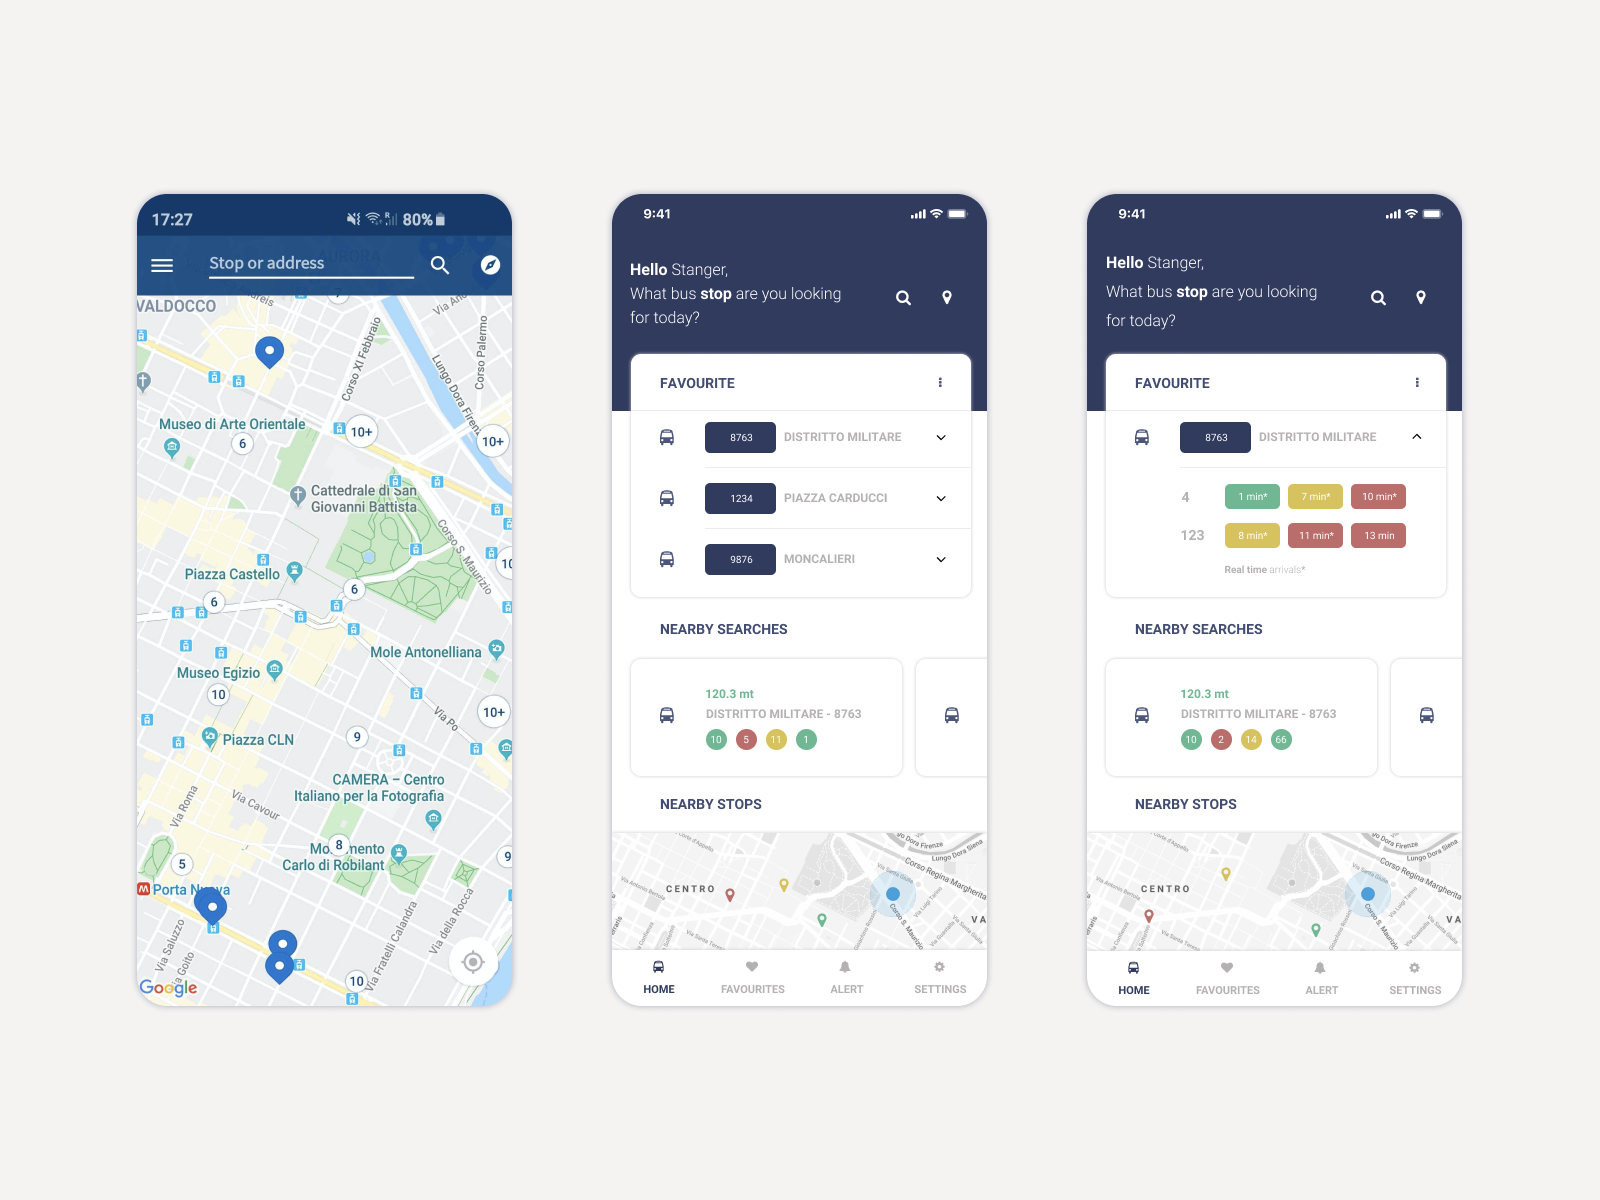 17:27
80%
Stop or address
VALDOCCO
Corso XI Febbraio
Corso Palermo
Museo di Arte Orientale
6
10+
10+
Cattedrale di San
Giovanni Battista
Corso S. Maurizio
Piazza Castello
6
6
Mole Antonelliana
Museo Egizio
10
10+
Via Po
Piazza CLN
9
CAMERA – Centro
Italiano per la Fotografia
Via Roma
Via Cavour
8
Carlo di Robilant
5
9
M Porta
Via della Rocca
Via Fratelli Calandra
Via Saluzzo
Via Goito
10
Google
9:41
Hello Stanger,
What bus stop are you looking
for today?
FAVOURITE
8763 DISTRITTO MILITARE
1234 PIAZZA CARDUCCI
9876 MONCALIERI
NEARBY SEARCHES
120.3 mt
DISTRITTO MILITARE - 8763
10 5 11 1
NEARBY STOPS
Lungo Dora Siena
Corso Regina Margherita
CENTRO
VA
Corso S. Maurizio
HOME FAVOURITES ALERT SETTINGS
9:41
Hello Stanger,
What bus stop are you looking
for today?
FAVOURITE
8763 DISTRITTO MILITARE
4 1 min* 7 min* 10 min*
123 8 min* 11 min* 13 min
Real time arrivals*
NEARBY SEARCHES
120.3 mt
DISTRITTO MILITARE - 8763
10 2 14 66
NEARBY STOPS
Lungo Dora Siena
Corso Regina Margherita
CENTRO
VA
Corso S. Maurizio
HOME FAVOURITES ALERT SETTINGS